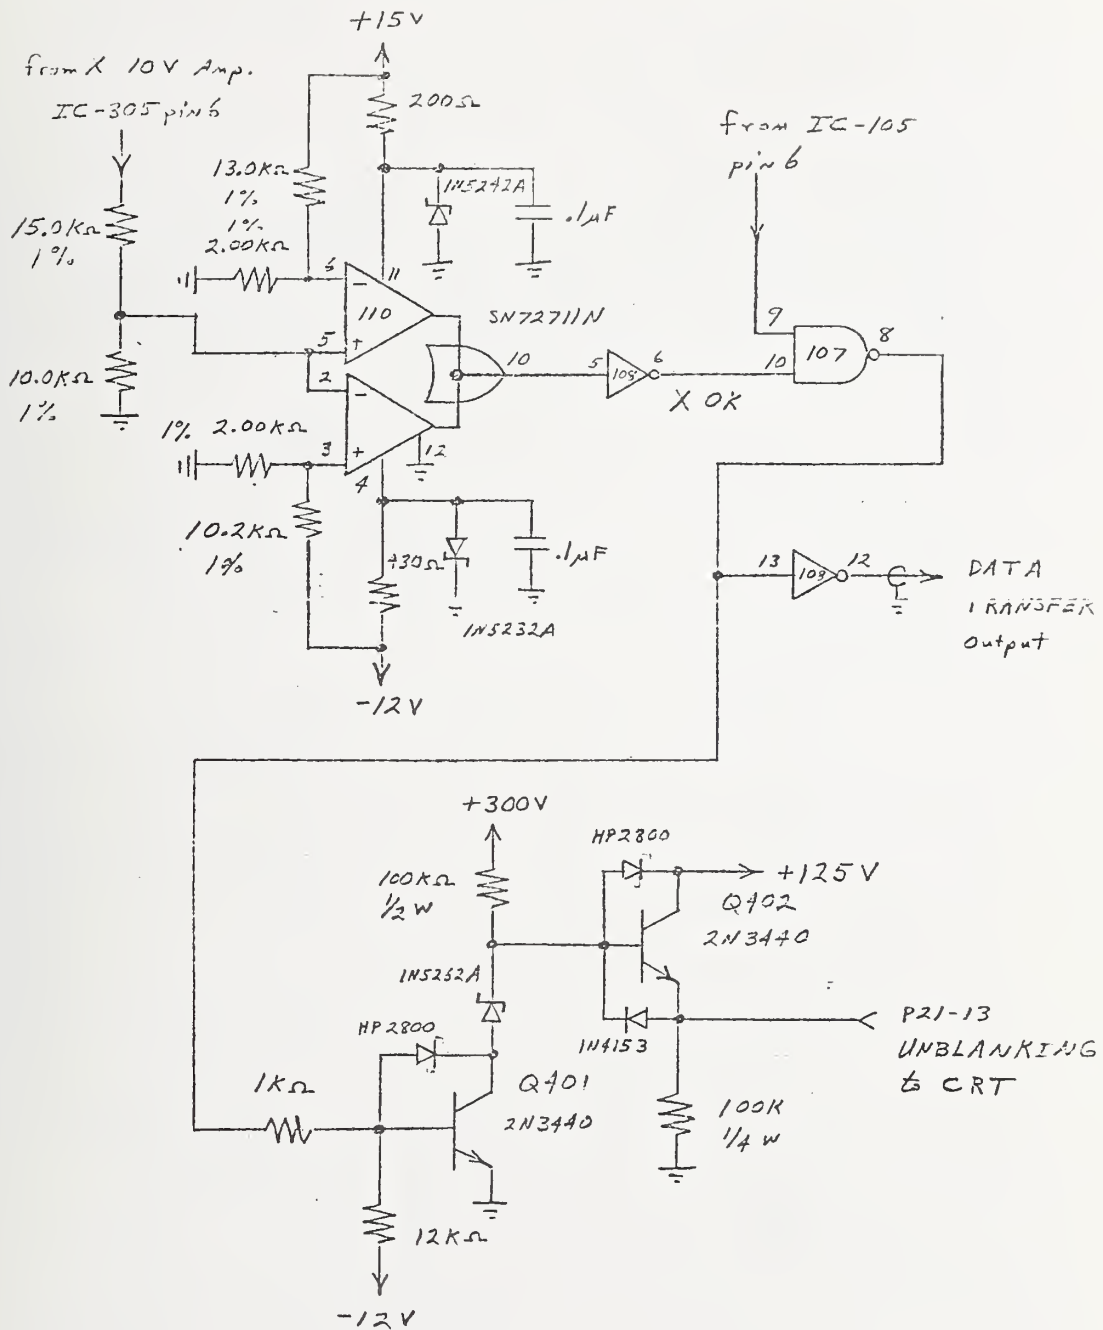 +15V
from X 10V Amp.
IC-305 pin 6
200Ω
from IC-105
pin 6
13.0KΩ
1%
1N5242A
.1μF
15.0KΩ
1%
1%
2.00KΩ
6
11
-
110
SN72711N
9
8
5
+
10
5
6
10
107
108
2
-
X OK
10.0KΩ
1%
1% 2.00KΩ
3
+
12
4
10.2KΩ
1%
430Ω
.1μF
1N5232A
13
109
12
DATA
TRANSFER
Output
-12V
+300V
HP2800
100KΩ
1/2 W
+125V
Q402
2N3440
1N5252A
HP2800
1N4153
P21-13
UNBLANKING
to CRT
1KΩ
Q401
2N3440
100K
1/4 W
12KΩ
-12V